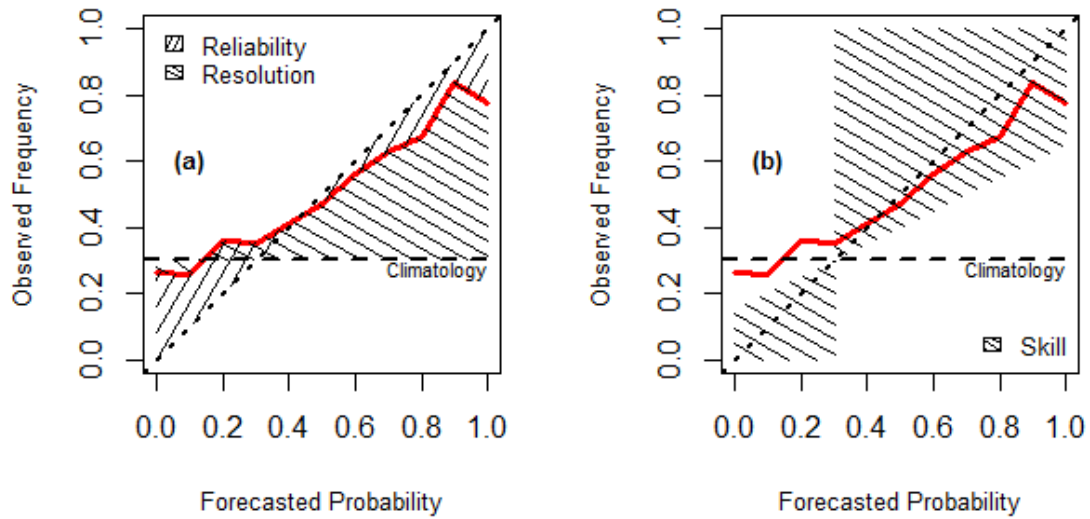 Observed Frequency
1.0
0.8
0.6
0.4
0.2
0.0
Reliability
Resolution
(a)
Climatology
0.0 0.2 0.4 0.6 0.8 1.0
Forecasted Probability
Observed Frequency
1.0
0.8
0.6
0.4
0.2
0.0
(b)
Climatology
Skill
0.0 0.2 0.4 0.6 0.8 1.0
Forecasted Probability